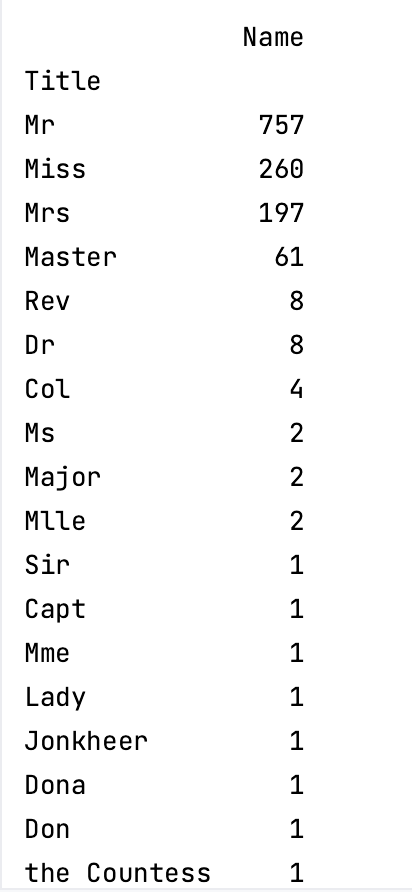 Name
Title
Mr 757
Miss 260
Mrs 197
Master 61
Rev 8
Dr 8
Col 4
Ms 2
Major 2
Mlle 2
Sir 1
Capt 1
Mme 1
Lady 1
Jonkheer 1
Dona 1
Don 1
the Countess 1